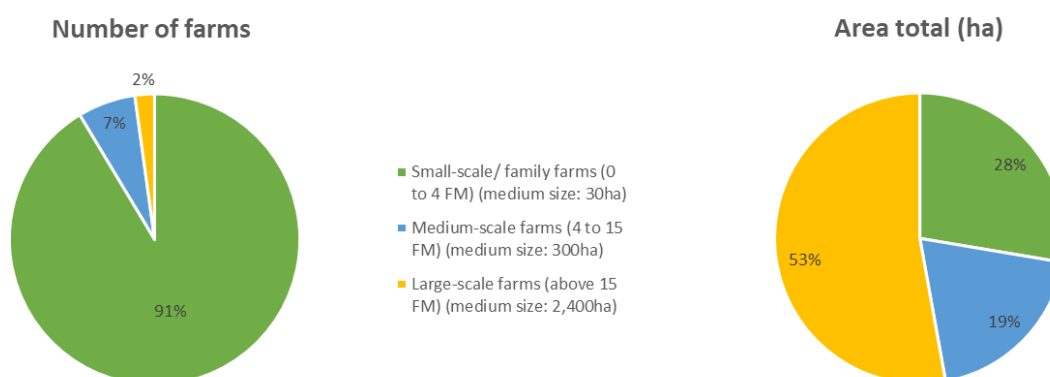 Number of farms
2%
7%
91%
Small-scale/ family farms (0
to 4 FM) (medium size: 30ha)
Medium-scale farms (4 to 15
FM) (medium size: 300ha)
Large-scale farms (above 15
FM) (medium size: 2,400ha)
Area total (ha)
28%
53%
19%